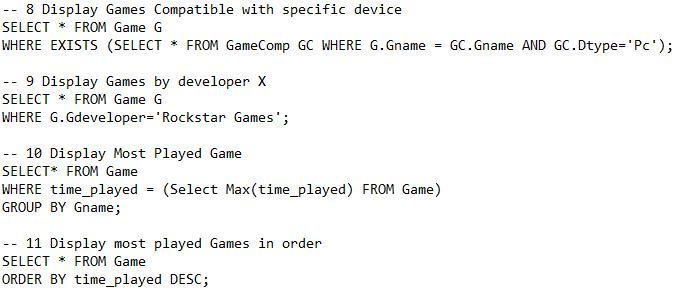 -- 8 Display Games Compatible with specific device
SELECT * FROM Game G
WHERE EXISTS (SELECT * FROM GameComp GC WHERE G.Gname = GC.Gname AND GC.Dtype='Pc');
-- 9 Display Games by developer X
SELECT * FROM Game G
WHERE G.Gdeveloper='Rockstar Games';
-- 10 Display Most Played Game
SELECT* FROM Game
WHERE time_played = (Select Max(time_played) FROM Game)
GROUP BY Gname;
-- 11 Display most played Games in order
SELECT * FROM Game
ORDER BY time_played DESC;